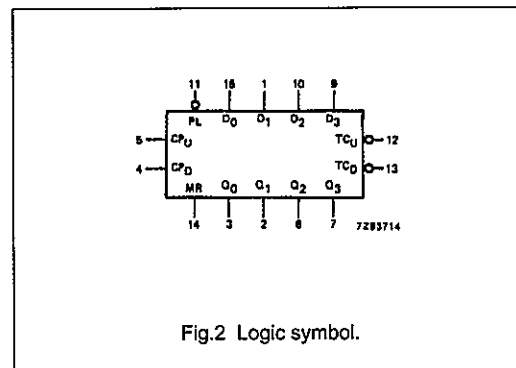 11 15 1 10 9
PL D0 D1 D2 D3
5 CPU TCU 12
4 CPD TCD 13
MR Q0 Q1 Q2 Q3
14 3 2 6 7 7Z93714
Fig.2 Logic symbol.